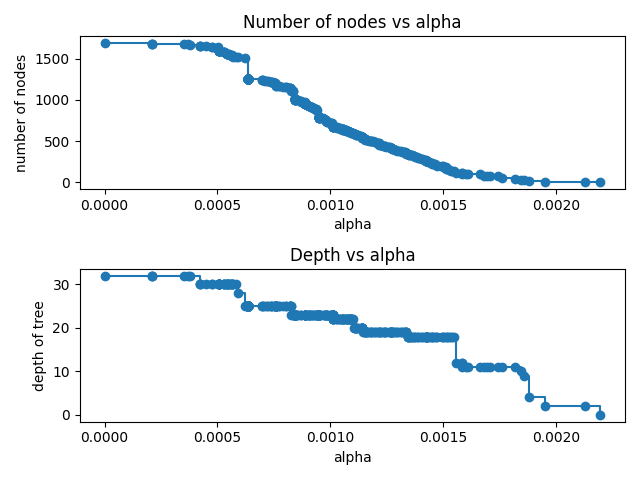 Number of nodes vs alpha
number of nodes
1500
1000
500
0
0.0000 0.0005 0.0010 0.0015 0.0020
alpha
Depth vs alpha
depth of tree
30
20
10
0
0.0000 0.0005 0.0010 0.0015 0.0020
alpha